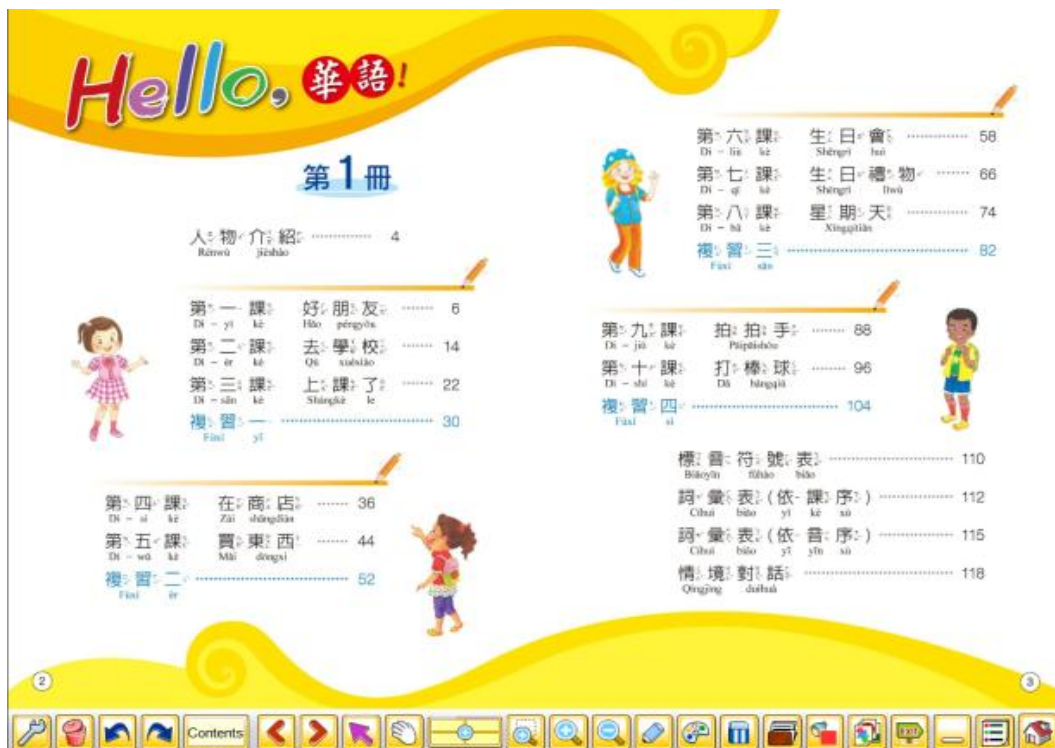 Hello, 華語!
第1冊
人物介紹 ………… 4
Rénwù jièshào
第一課 好朋友 ……… 6
Dì – yī kè Hǎo péngyǒu
第二課 去學校 ……… 14
Dì – èr kè Qù xuéxiào
第三課 上課了 ……… 22
Dì – sān kè Shàngkè le
複習一 ………… 30
Fùxí yī
第四課 在商店 ……… 36
Dì – sì kè Zài shāngdiàn
第五課 買東西 ……… 44
Dì – wǔ kè Mǎi dōngxi
複習二 ………… 52
Fùxí èr
2
第六課 生日會 ………… 58
Dì – liù kè Shēngrì huì
第七課 生日禮物 ……… 66
Dì – qī kè Shēngrì lǐwù
第八課 星期天 ………… 74
Dì – bā kè Xīngqítiān
複習三 ………… 82
Fùxí sān
第九課 拍拍手 ……… 88
Dì – jiǔ kè Pāipāishǒu
第十課 打棒球 ……… 96
Dì – shí kè Dǎ bàngqiú
複習四 ………… 104
Fùxí sì
標音符號表 ………… 110
Biāoyīn fúhào biǎo
詞彙表(依課序) ………… 112
Cíhuì biǎo yī kè xù
詞彙表(依音序) ………… 115
Cíhuì biǎo yī yīn xù
情境對話 ………… 118
Qíngjìng duìhuà
3
Contents
EXIT